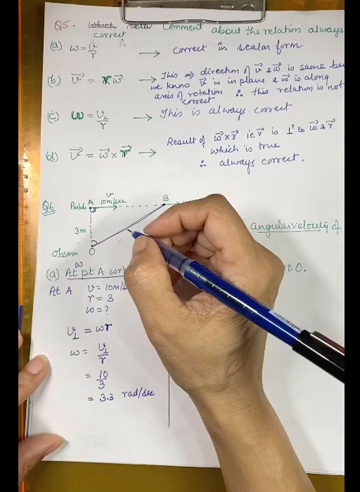 Q5. Which rela Comment about the relation always
correct
(a) ω = v/r → Correct in scalar form
(b) v⃗ = r ω⃗ → This ⇒ direction of v⃗ & ω⃗ is same but
we know v⃗ is in plane & ω⃗ is along
axis of rotation ∴ this relation is not
correct
(c) ω = v⊥/r → This is always correct
(d) v⃗ = ω⃗ × r⃗ → Result of ω⃗×r⃗ ie v⃗ is ⊥r to ω⃗ & r⃗
which is true
∴ always correct.
Q6 v
A 10m/sec B
3m angular velocity of
ω O
(a) At pt A wr t O.
At A v = 10m/s
r = 3
ω = ?
v⊥ = ωr
ω = v⊥/r
= 10/3
= 3.3 rad/sec